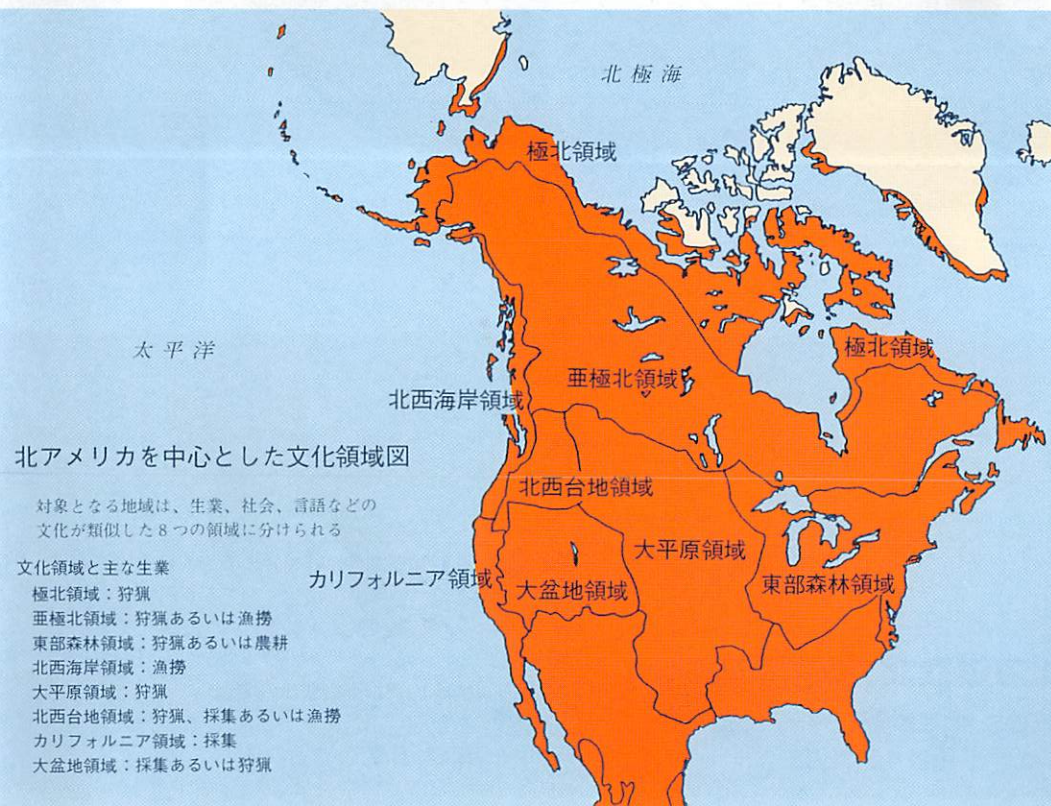 北極海
極北領域
太平洋
極北領域
亜極北領域
北西海岸領域
北アメリカを中心とした文化領域図
対象となる地域は、生業、社会、言語などの
文化が類似した8つの領域に分けられる
北西台地領域
大平原領域
カリフォルニア領域
大盆地領域
東部森林領域
文化領域と主な生業
極北領域:狩猟
亜極北領域:狩猟あるいは漁撈
東部森林領域:狩猟あるいは農耕
北西海岸領域:漁撈
大平原領域:狩猟
北西台地領域:狩猟、採集あるいは漁撈
カリフォルニア領域:採集
大盆地領域:採集あるいは狩猟